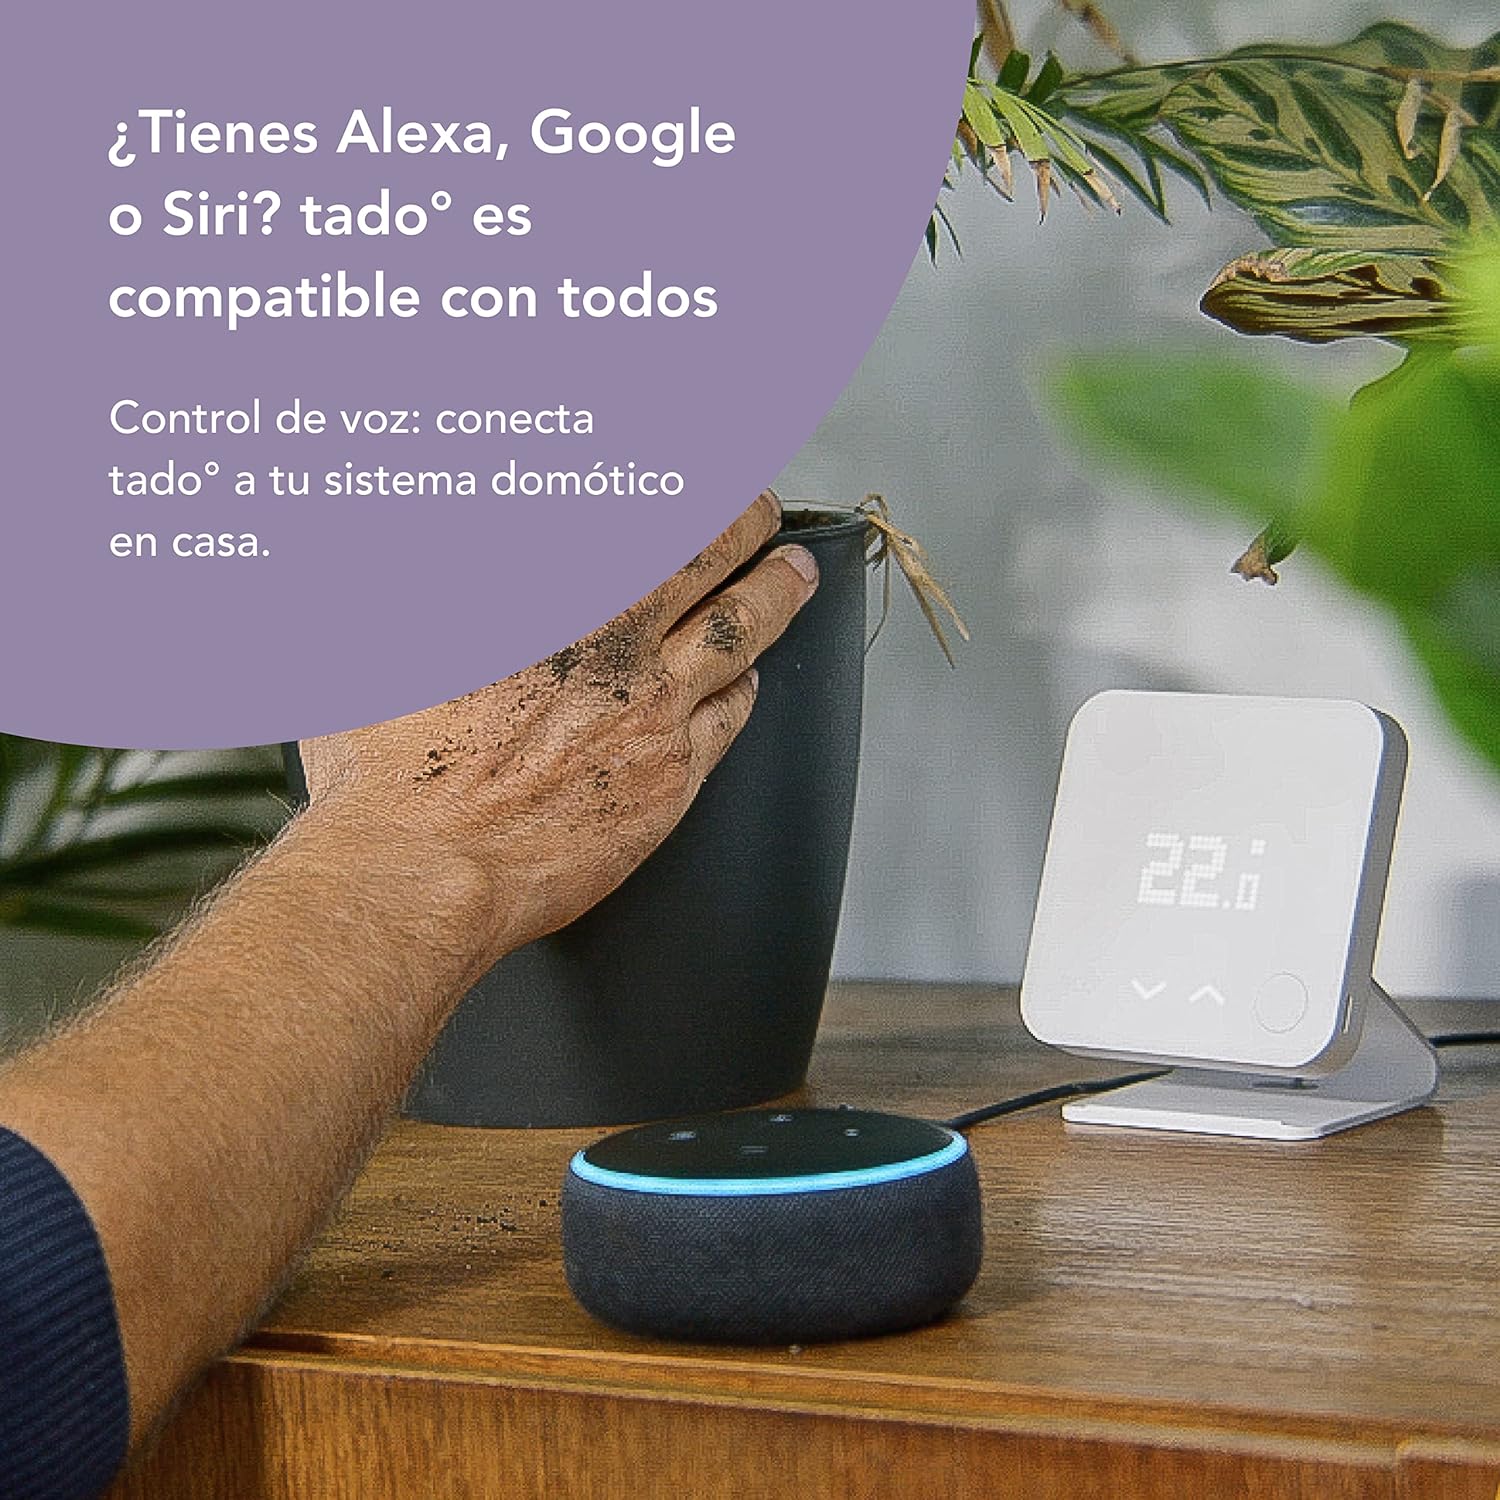 ¿Tienes Alexa, Google
o Siri? tado° es
compatible con todos
Control de voz: conecta
tado° a tu sistema domótico
en casa.
22.